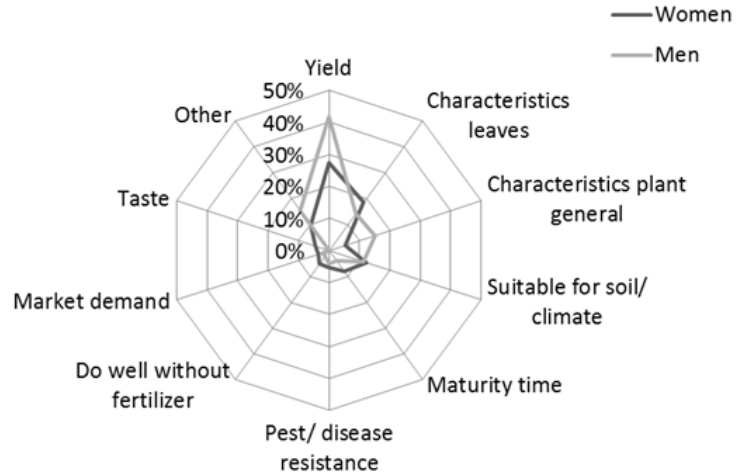 Women
Men
Yield
50%
40%
30%
20%
10%
0%
Characteristics
leaves
Characteristics plant
general
Suitable for soil/
climate
Maturity time
Pest/ disease
resistance
Do well without
fertilizer
Market demand
Taste
Other